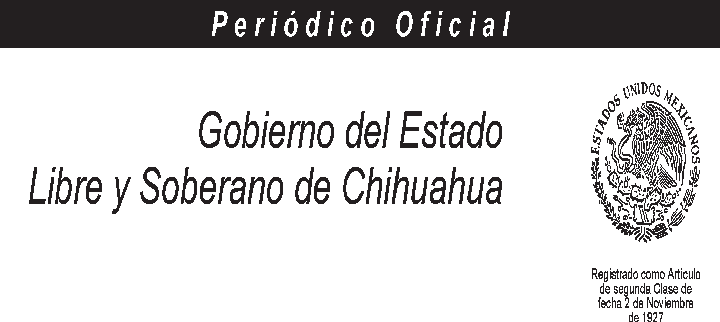 Periódico Oficial
Gobierno del Estado
Libre y Soberano de Chihuahua
ESTADOS UNIDOS MEXICANOS
Registrado como Articulo
de segunda Clase de
fecha 2 de Noviembre
de 1927